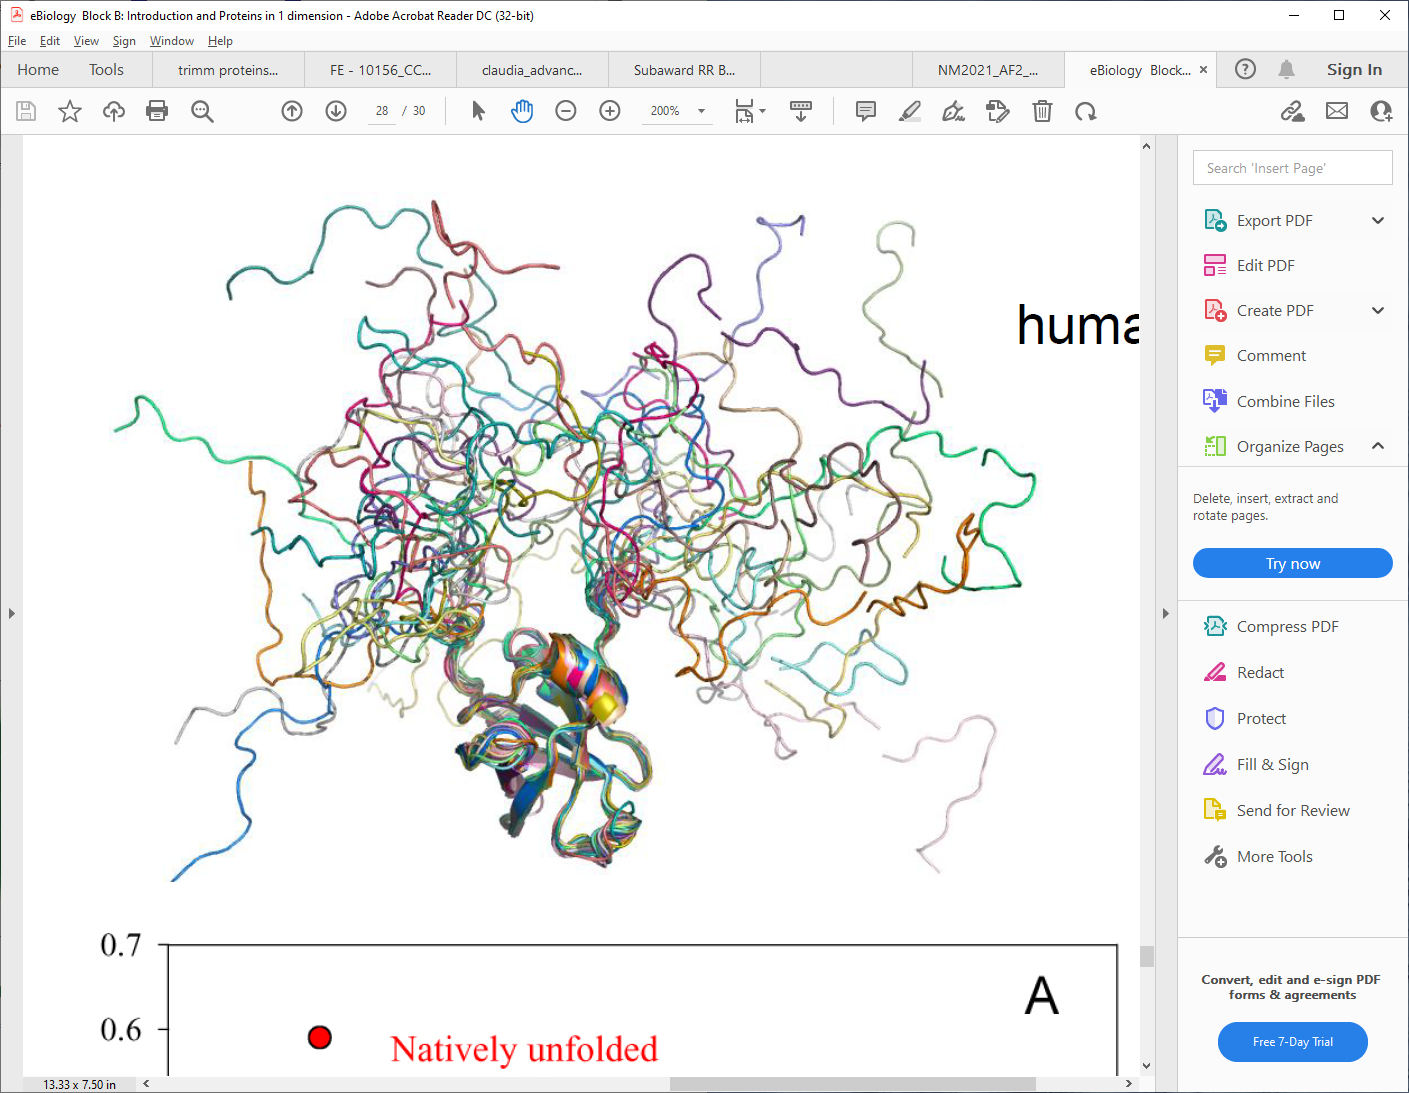 eBiology  Block B: Introduction and Proteins in 1 dimension - Adobe Acrobat Reader DC (32-bit)
File Edit View Sign Window Help
Home Tools trimm proteins... FE - 10156_CC... claudia_advanc... Subaward RR B... NM2021_AF2_... eBiology  Block... × ? Sign In
28 / 30 200%
Search 'Insert Page'
Export PDF
Edit PDF
Create PDF
Comment
Combine Files
Organize Pages
Delete, insert, extract and
rotate pages.
Try now
Compress PDF
Redact
Protect
Fill & Sign
Send for Review
More Tools
Convert, edit and e-sign PDF
forms & agreements
Free 7-Day Trial
huma
0.7
A
0.6
Natively unfolded
13.33 x 7.50 in